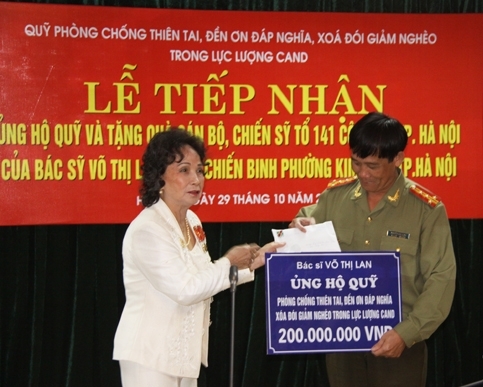 QUỸ PHÒNG CHỐNG THIÊN TAI, ĐỀN ƠN ĐÁP NGHĨA, XOÁ ĐÓI GIẢM NGHÈO
TRONG LỰC LƯỢNG CAND
LỄ TIẾP NHẬN
ỦNG HỘ QUỸ VÀ TẶNG QUÀ BỘ, CHIẾN SỸ TỔ 141 HÀ NỘI
CỦA BÁC SỸ VÕ THỊ CHIẾN BINH PHƯỜNG TP.HÀ NỘI
29 THÁNG 10
Bác sĩ VÕ THỊ LAN
ỦNG HỘ QUỸ
PHÒNG CHỐNG THIÊN TAI, ĐỀN ƠN ĐÁP NGHĨA
XOÁ ĐÓI GIẢM NGHÈO TRONG LỰC LƯỢNG CAND
200.000.000 VNĐ